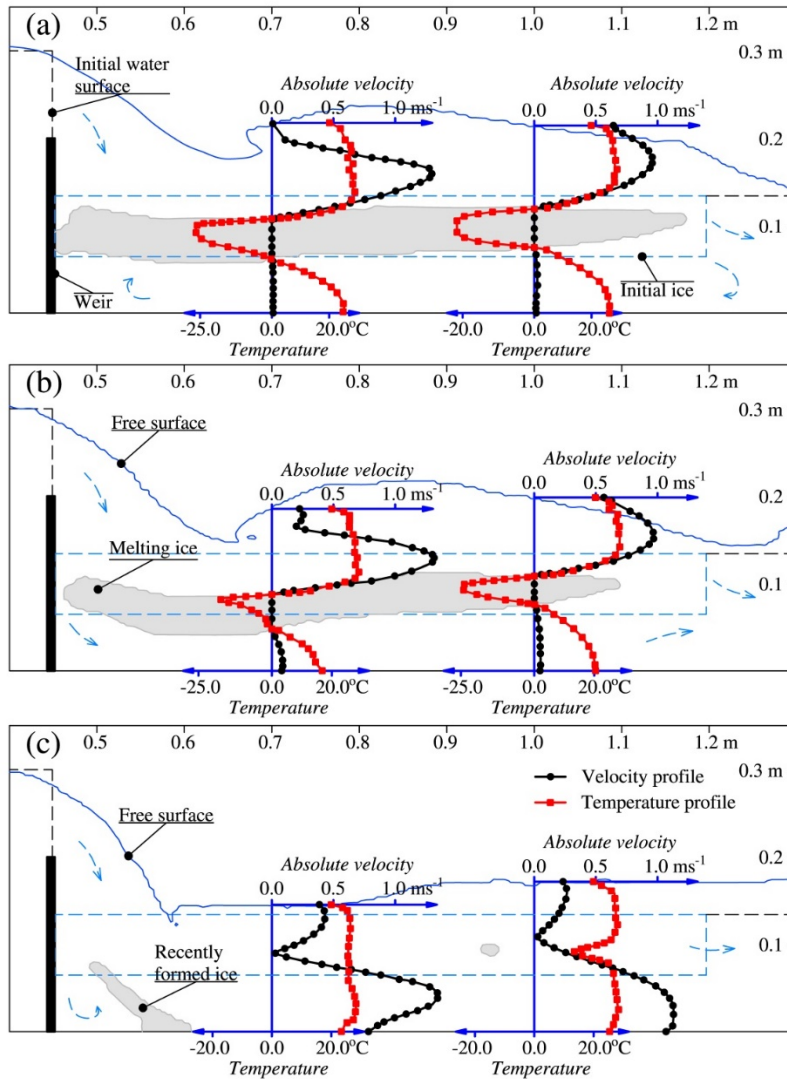 (a)
0.5 0.6 0.7 0.8 0.9 1.0 1.1 1.2 m
0.3 m
Initial water
surface
Absolute velocity
Absolute velocity
0.0 0.5 1.0 ms-1
0.0 0.5 1.0 ms-1
0.2
0.1
Weir
Initial ice
-25.0 0.0 20.0ºC
-20.0 0.0 20.0ºC
Temperature
Temperature
(b)
0.5 0.6 0.7 0.8 0.9 1.0 1.1 1.2 m
0.3 m
Free surface
Absolute velocity
Absolute velocity
0.0 0.5 1.0 ms-1
0.0 0.5 1.0 ms-1
0.2
Melting ice
0.1
-25.0 0.0 20.0ºC
-25.0 0.0 20.0ºC
Temperature
Temperature
(c)
0.5 0.6 0.7 0.8 0.9 1.0 1.1 1.2 m
0.3 m
Velocity profile
Temperature profile
Free surface
Absolute velocity
Absolute velocity
0.0 0.5 1.0 ms-1
0.0 0.5 1.0 ms-1
0.2
0.1
Recently
formed ice
-20.0 0.0 20.0ºC
-20.0 0.0 20.0ºC
Temperature
Temperature